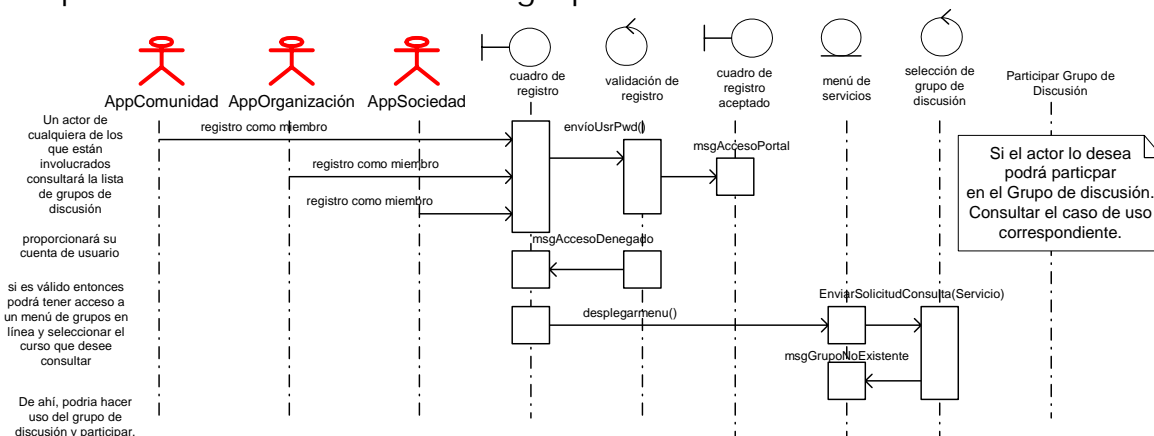 cuadro de
registro
validación de
registro
cuadro de
registro
aceptado
menú de
servicios
selección de
grupo de
discusión
Participar Grupo de
Discusión
AppComunidad
AppOrganización
AppSociedad
Un actor de
cualquiera de los
que están
involucrados
consultará la lista
de grupos de
discusión
registro como miembro
registro como miembro
registro como miembro
envíoUsrPwd()
msgAccesoPortal
Si el actor lo desea
podrá particpar
en el Grupo de discusión.
Consultar el caso de uso
correspondiente.
proporcionará su
cuenta de usuario
msgAccesoDenegado
si es válido entonces
podrá tener acceso a
un menú de grupos en
línea y seleccionar el
curso que desee
consultar
desplegarmenu()
EnviarSolicitudConsulta(Servicio)
msgGrupoNoExistente
De ahí, podria hacer
uso del grupo de
discusión y participar.